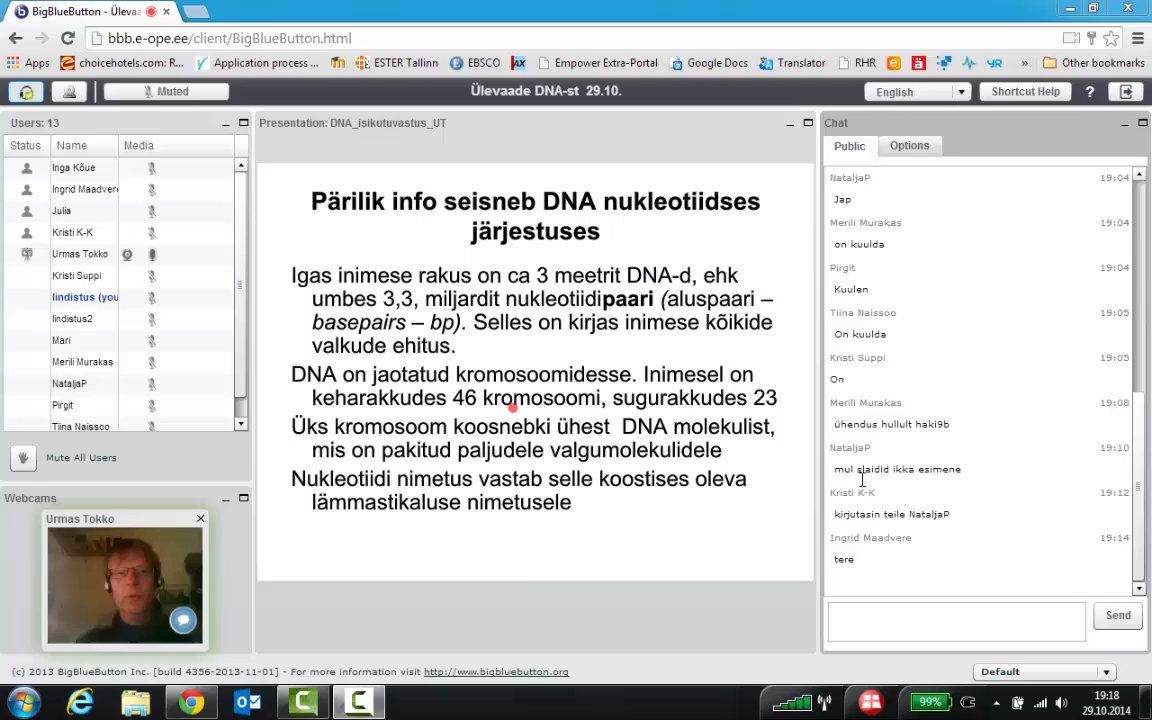 BigBlueButton - Ülevaa
bbb.e-ope.ee/client/BigBlueButton.html
Apps choicehotels.com: R... Application process ... ESTER Tallinn EBSCO AX Empower Extra-Portal Google Docs Translator RHR YR » Other bookmarks
Muted Ülevaade DNA-st 29.10. English Shortcut Help ?
Users: 13
Status Name Media
Inga Kõue
Ingrid Maadver
Julia
Kristi K-K
Urmas Tokko
Kristi Suppi
lindistus (you
lindistus2
Mari
Merili Murakas
NataljaP
Pirgit
Tiina Naissoo
Mute All Users
Webcams
Urmas Tokko
Presentation: DNA_isikutuvastus_UT
Pärilik info seisneb DNA nukleotiidses
järjestuses
Igas inimese rakus on ca 3 meetrit DNA-d, ehk
umbes 3,3, miljardit nukleotiidipaari (aluspaari –
basepairs – bp). Selles on kirjas inimese kõikide
valkude ehitus.
DNA on jaotatud kromosoomidesse. Inimesel on
keharakkudes 46 kromosoomi, sugurakkudes 23
Üks kromosoom koosnebki ühest DNA molekulist,
mis on pakitud paljudele valgumolekulidele
Nukleotiidi nimetus vastab selle koostises oleva
lämmastikaluse nimetusele
Chat
Public Options
NataljaP 19:04
Jap
Merili Murakas 19:04
on kuulda
Pirgit 19:04
Kuulen
Tiina Naissoo 19:05
On kuulda
Kristi Suppi 19:05
On
Merili Murakas 19:08
ühendus hullult haki9b
NataljaP 19:10
mul slaidid ikka esimene
Kristi K-K 19:12
kirjutasin teile NataljaP
Ingrid Maadvere 19:14
tere
Send
(c) 2013 BigBlueButton Inc. [build 4356-2013-11-01] - For more information visit http://www.bigbluebutton.org
Default
99%
19:18
29.10.2014